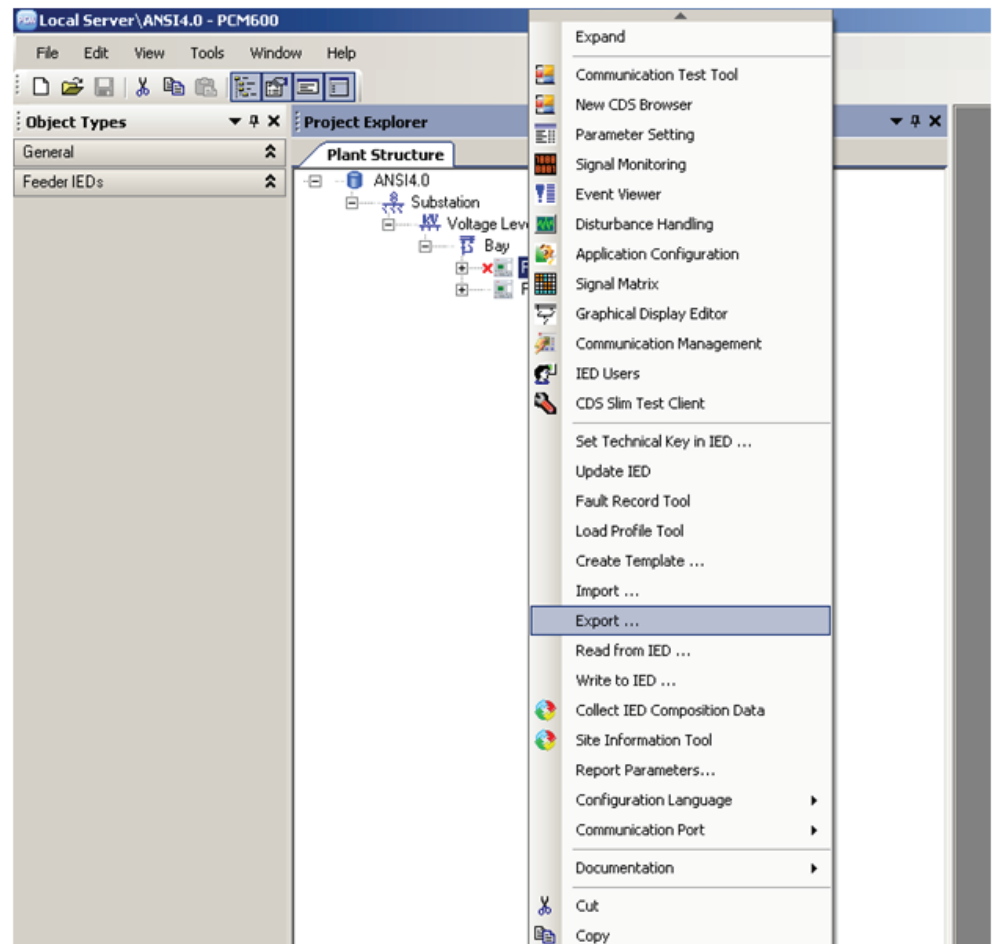 Local Server\ANSI4.0 - PCM600
File Edit View Tools Window Help
Object Types
General
Feeder IEDs
Project Explorer
Plant Structure
ANSI4.0
Substation
Voltage Lev
Bay
F
F
Expand
Communication Test Tool
New CDS Browser
Parameter Setting
Signal Monitoring
Event Viewer
Disturbance Handling
Application Configuration
Signal Matrix
Graphical Display Editor
Communication Management
IED Users
CDS Slim Test Client
Set Technical Key in IED ...
Update IED
Fault Record Tool
Load Profile Tool
Create Template ...
Import ...
Export ...
Read from IED ...
Write to IED ...
Collect IED Composition Data
Site Information Tool
Report Parameters...
Configuration Language
Communication Port
Documentation
Cut
Copy